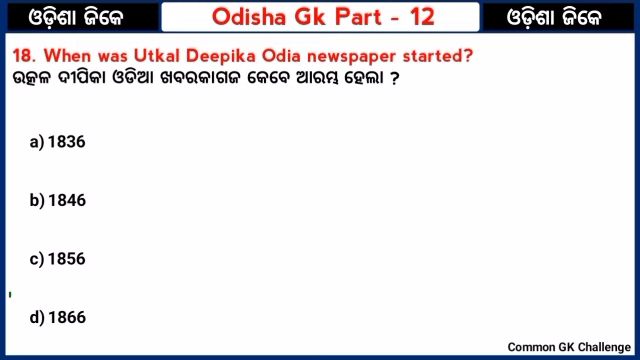 ଓଡ଼ିଶା ଜିକେ Odisha Gk Part - 12 ଓଡ଼ିଶା ଜିକେ
18. When was Utkal Deepika Odia newspaper started?
ଉତ୍କଳ ଦୀପିକା ଓଡିଆ ଖବରକାଗଜ କେବେ ଆରମ୍ଭ ହେଲା ?
a) 1836
b) 1846
c) 1856
d) 1866
Common GK Challenge